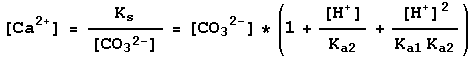 [Ca²⁺] = Kₛ / [CO₃²⁻] = [CO₃²⁻] * (1 + [H⁺] / Kₐ₂ + [H⁺]² / Kₐ₁ Kₐ₂)